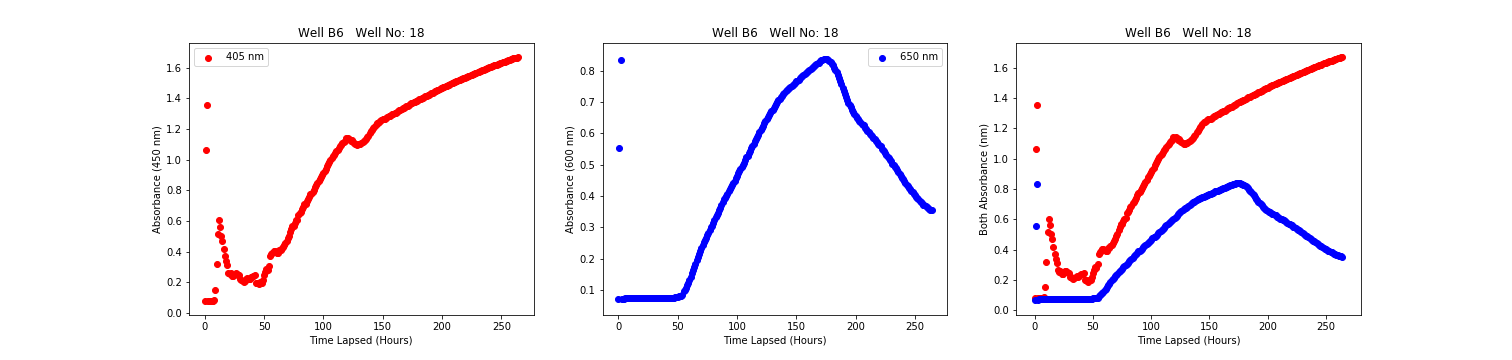 Well B6   Well No: 18
405 nm
Absorbance (450 nm)
1.6
1.4
1.2
1.0
0.8
0.6
0.4
0.2
0.0
0 50 100 150 200 250
Time Lapsed (Hours)
Well B6   Well No: 18
650 nm
Absorbance (600 nm)
0.8
0.7
0.6
0.5
0.4
0.3
0.2
0.1
0 50 100 150 200 250
Time Lapsed (Hours)
Well B6   Well No: 18
Both Absorbance (nm)
1.6
1.4
1.2
1.0
0.8
0.6
0.4
0.2
0.0
0 50 100 150 200 250
Time Lapsed (Hours)